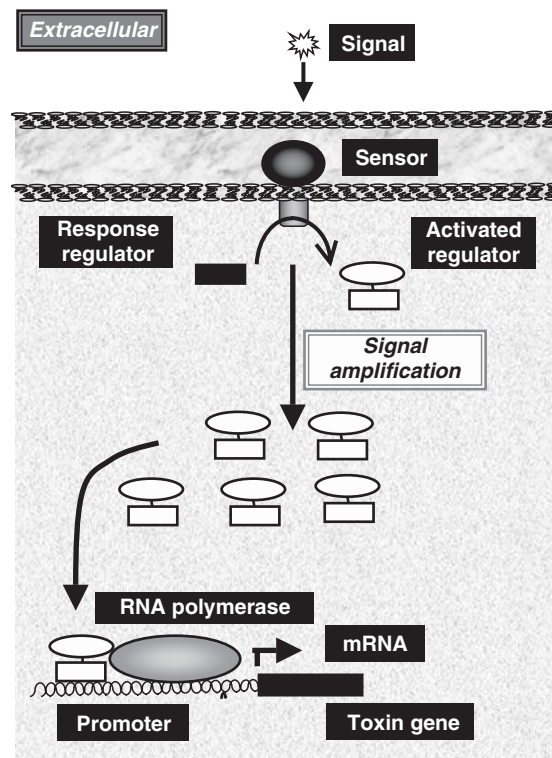 Extracellular
Signal
Sensor
Response
regulator
Activated
regulator
Signal
amplification
RNA polymerase
mRNA
Promoter
Toxin gene